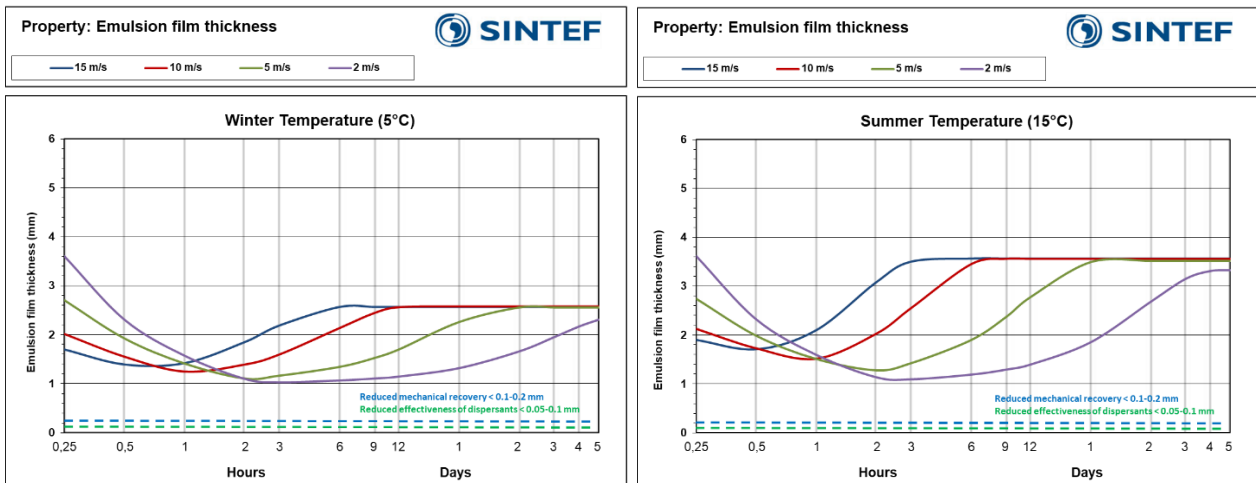 Property: Emulsion film thickness
SINTEF
15 m/s 10 m/s 5 m/s 2 m/s
Winter Temperature (5°C)
Emulsion film thickness (mm)
6
5
4
3
2
1
0
Reduced mechanical recovery < 0.1-0.2 mm
Reduced effectiveness of dispersants < 0.05-0.1 mm
0,25 0,5 1 2 3 6 9 12 1 2 3 4 5
Hours Days
Property: Emulsion film thickness
SINTEF
15 m/s 10 m/s 5 m/s 2 m/s
Summer Temperature (15°C)
Emulsion film thickness (mm)
6
5
4
3
2
1
0
Reduced mechanical recovery < 0.1-0.2 mm
Reduced effectiveness of dispersants < 0.05-0.1 mm
0,25 0,5 1 2 3 6 9 12 1 2 3 4 5
Hours Days